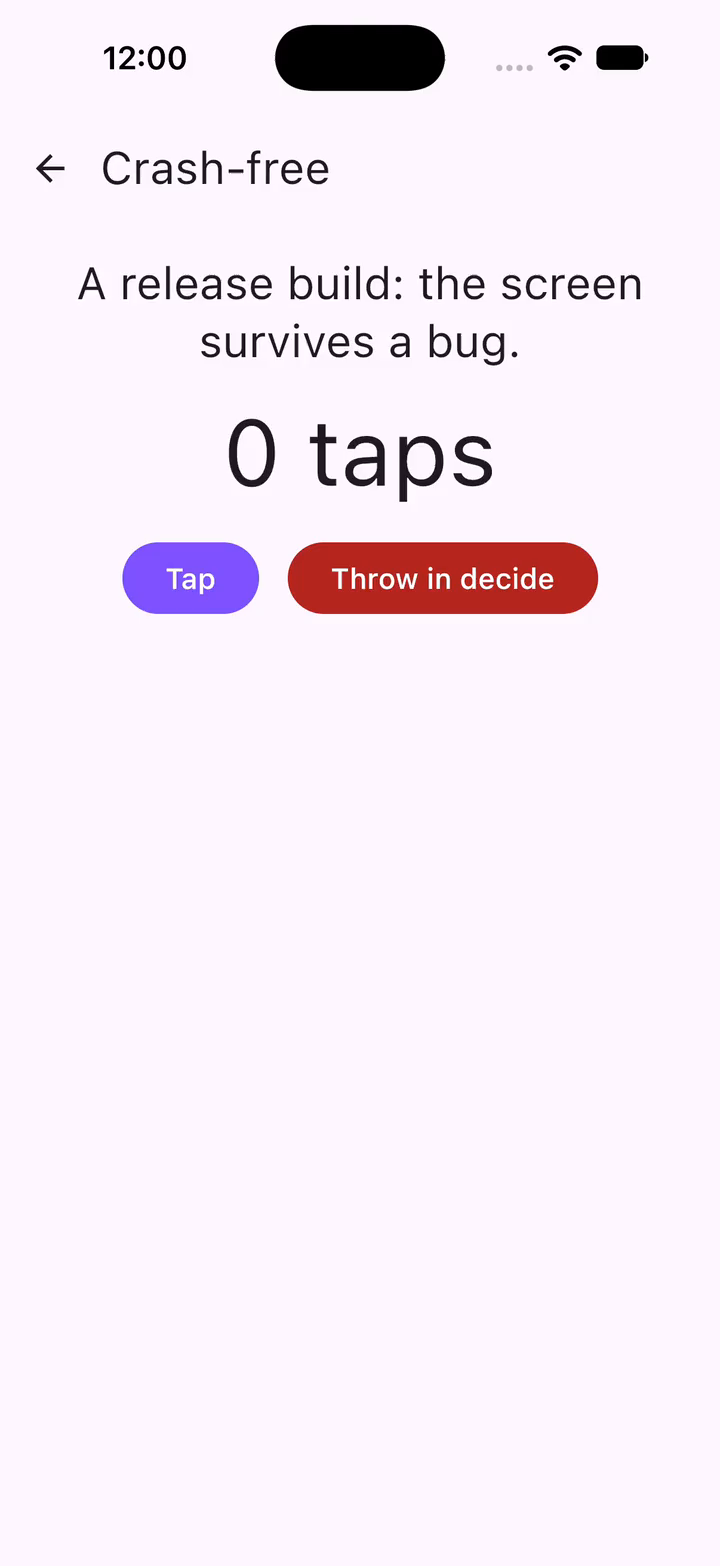 12:00
Crash-free
A release build: the screen
survives a bug.
0 taps
Tap
Throw in decide